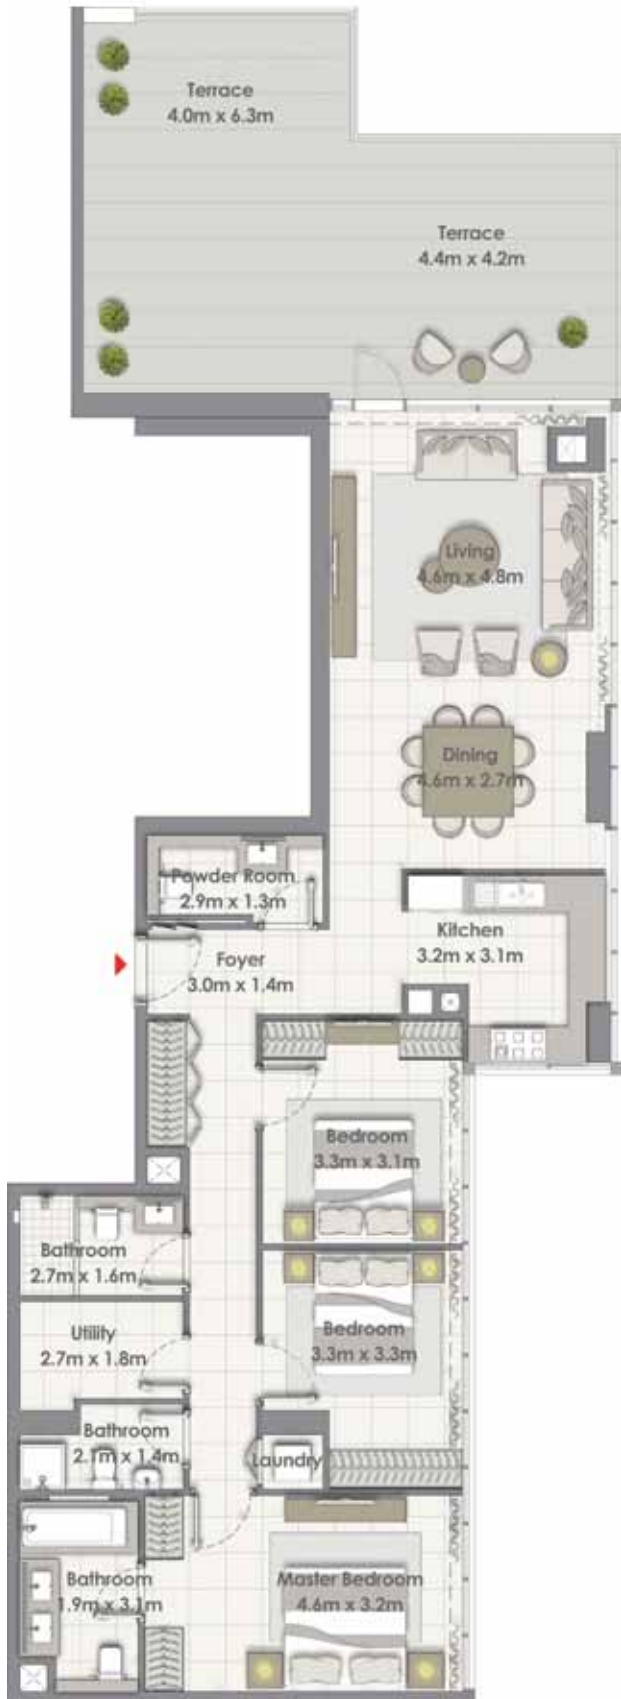 Terrace
4.0m x 6.3m
Terrace
4.4m x 4.2m
Living
4.6m x 4.8m
Dining
4.6m x 2.7m
Powder Room
2.9m x 1.3m
Kitchen
3.2m x 3.1m
Foyer
3.0m x 1.4m
Bedroom
3.3m x 3.1m
Bathroom
2.7m x 1.6m
Bedroom
3.3m x 3.3m
Utility
2.7m x 1.8m
Bathroom
2.1m x 1.4m
Laundry
Bathroom
1.9m x 3.1m
Master Bedroom
4.6m x 3.2m